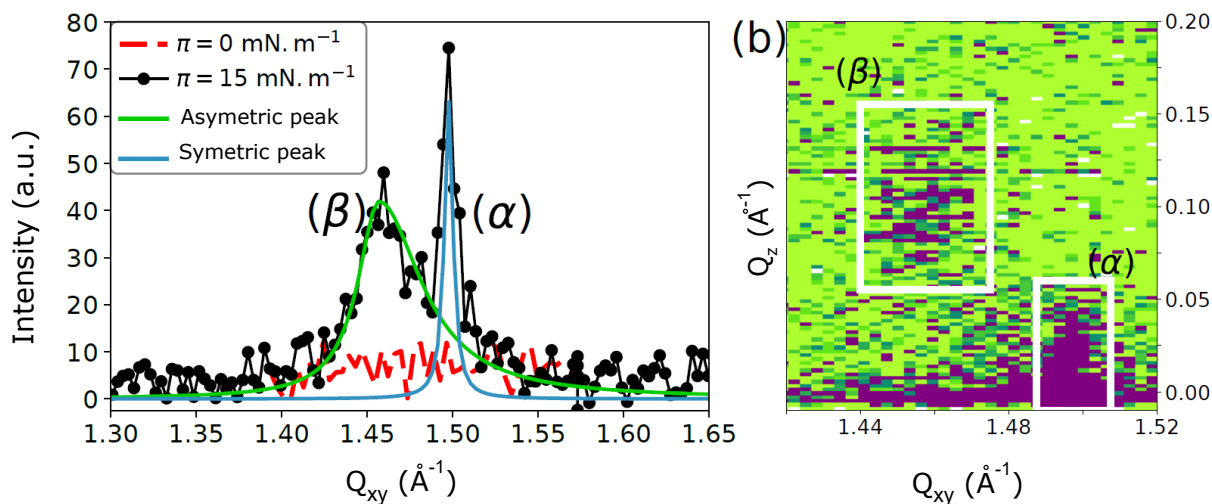 80
70
60
50
40
30
20
10
0
Intensity (a.u.)
π = 0 mN. m⁻¹
π = 15 mN. m⁻¹
Asymetric peak
Symetric peak
(β)
(α)
1.30
1.35
1.40
1.45
1.50
1.55
1.60
1.65
Qxy (Å⁻¹)
(b)
(β)
(α)
0.20
0.15
0.10
0.05
0.00
Qz (Å⁻¹)
1.44
1.48
1.52
Qxy (Å⁻¹)